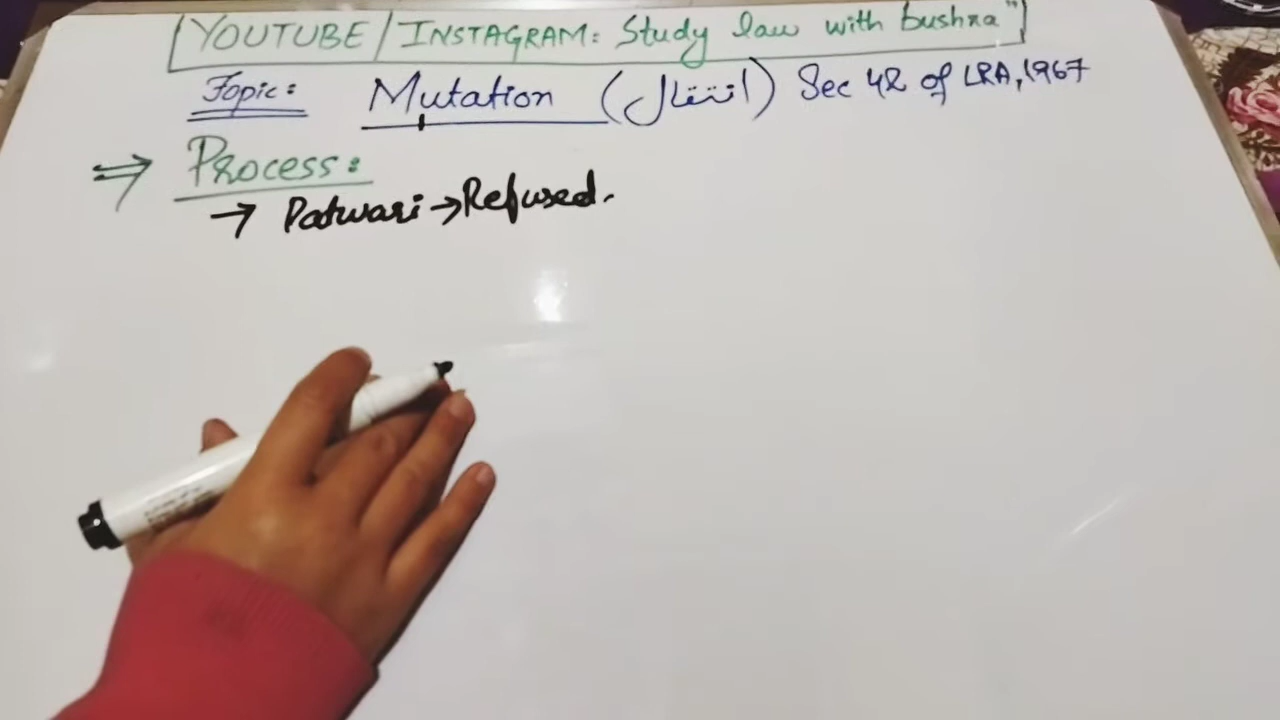 YOUTUBE/INSTAGRAM: Study law with bushra"
Topic: Mutation (انتقال) Sec 42 of LRA, 1967
⇒ Process:
→ Patwari → Refused.